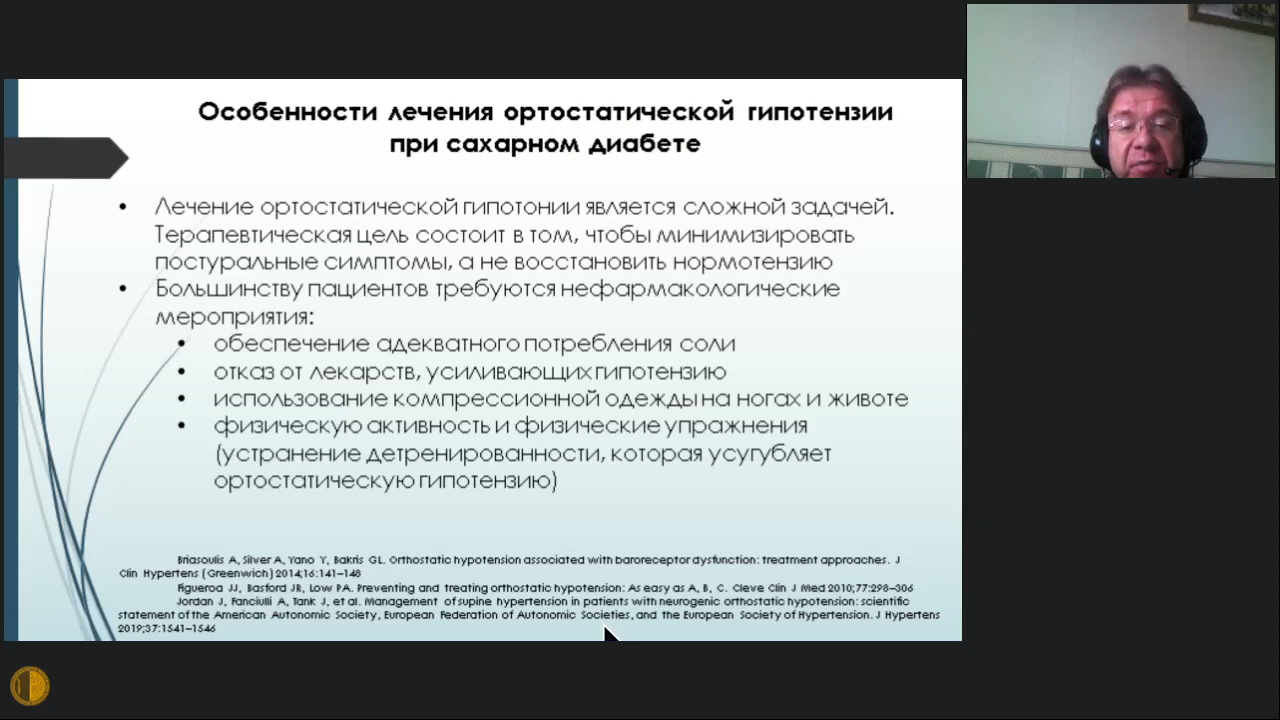 Особенности лечения ортостатической гипотензии
при сахарном диабете
• Лечение ортостатической гипотонии является сложной задачей.
Терапевтическая цель состоит в том, чтобы минимизировать
постуральные симптомы, а не восстановить нормотензию
• Большинству пациентов требуются нефармакологические
мероприятия:
• обеспечение адекватного потребления соли
• отказ от лекарств, усиливающих гипотензию
• использование компрессионной одежды на ногах и животе
• физическую активность и физические упражнения
(устранение детренированности, которая усугубляет
ортостатическую гипотензию)
Briasoulis A, Silver A, Yano Y, Bakris GL. Orthostatic hypotension associated with baroreceptor dysfunction: treatment approaches. J
Clin Hypertens (Greenwich) 2014;16:141–148
Figueroa JJ, Basford JR, Low PA. Preventing and treating orthostatic hypotension: As easy as A, B, C. Cleve Clin J Med 2010;77:298–306
Jordan J, Fanciulli A, Tank J, et al. Management of supine hypertension in patients with neurogenic orthostatic hypotension: scientific
statement of the American Autonomic Society, European Federation of Autonomic Societies, and the European Society of Hypertension. J Hypertens
2019;37:1541–1546